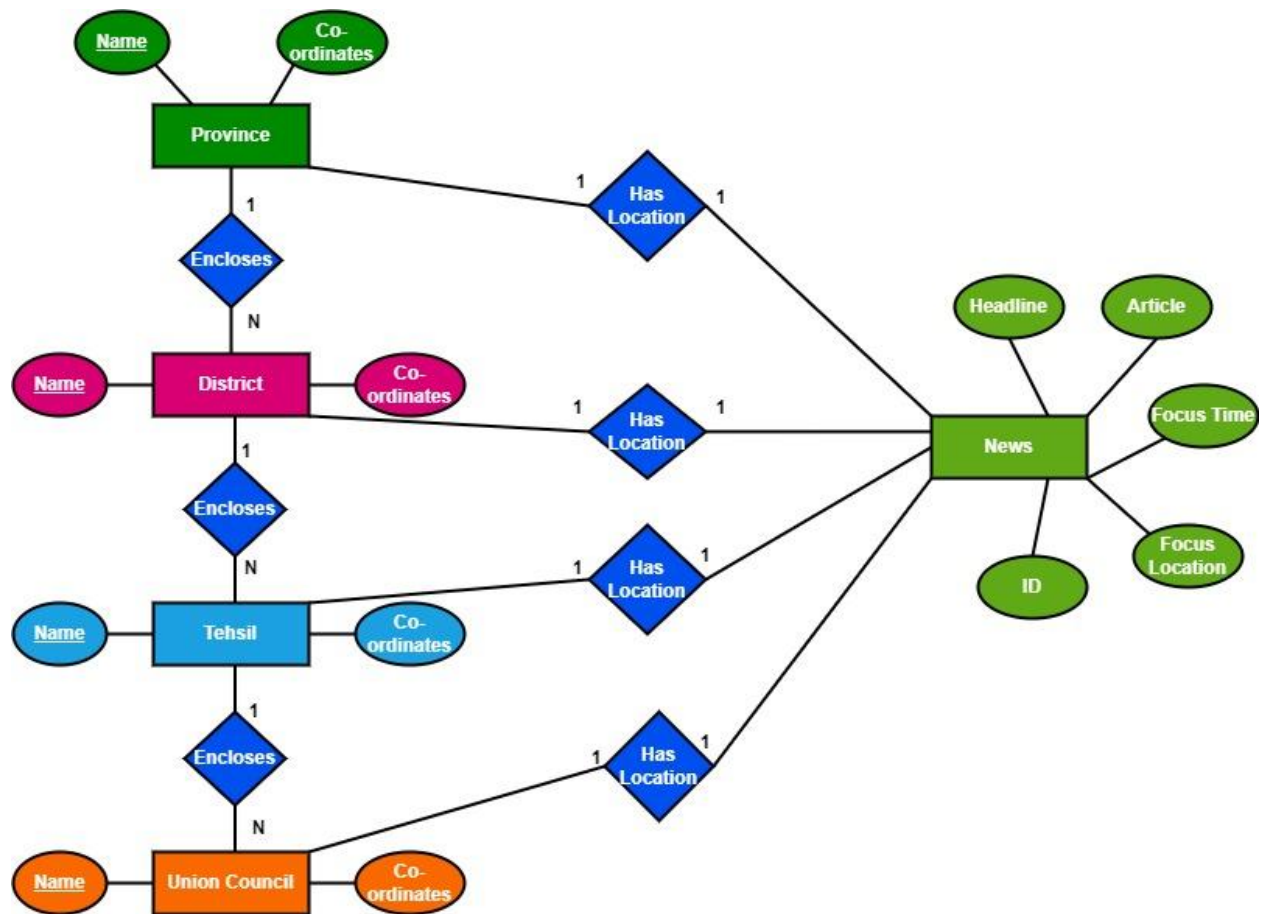 Name
Co-
ordinates
Province
1
Has
Location
1
1
Encloses
N
Headline
Article
Name
District
Co-
ordinates
1
Has
Location
1
Focus Time
News
1
Encloses
N
1
Has
Location
1
Focus
Location
ID
Name
Tehsil
Co-
ordinates
1
Encloses
N
1
Has
Location
1
Name
Union Council
Co-
ordinates